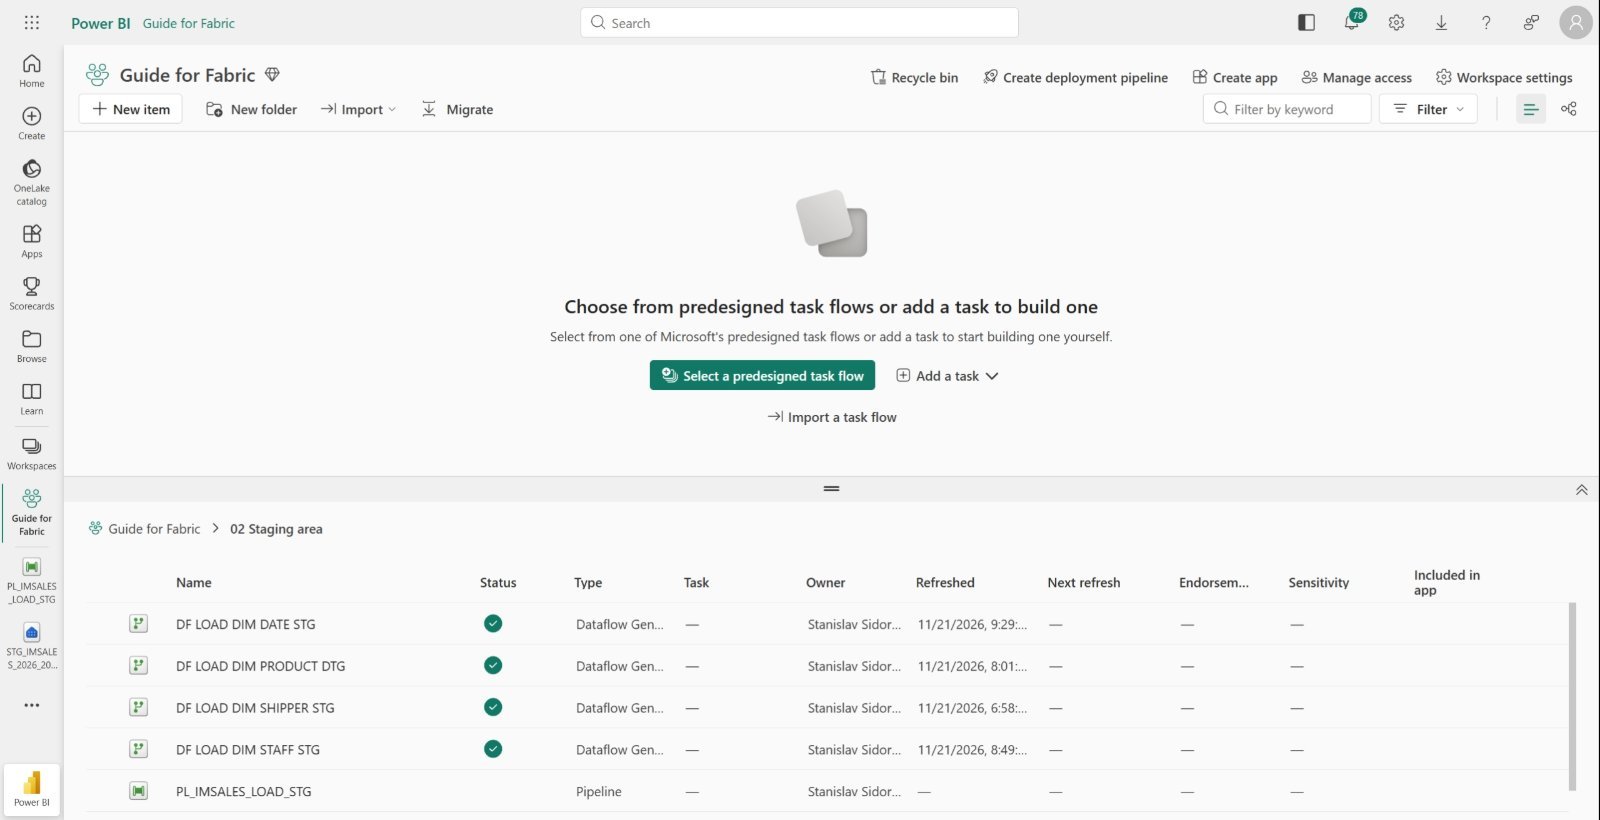 Power BI Guide for Fabric
Search
78
Home
Create
OneLake
catalog
Apps
Scorecards
Browse
Learn
Workspaces
Guide for
Fabric
PL_IMSALES
_LOAD_STG
STG_IMSALE
S_2026_20...
Power BI
Guide for Fabric
Recycle bin Create deployment pipeline Create app Manage access Workspace settings
New item New folder Import Migrate
Filter by keyword Filter
Choose from predesigned task flows or add a task to build one
Select from one of Microsoft's predesigned task flows or add a task to start building one yourself.
Select a predesigned task flow Add a task
Import a task flow
Guide for Fabric > 02 Staging area
Name Status Type Task Owner Refreshed Next refresh Endorsem... Sensitivity Included in
app
DF LOAD DIM DATE STG Dataflow Gen... — Stanislav Sidor... 11/21/2026, 9:29:... — — —
DF LOAD DIM PRODUCT DTG Dataflow Gen... — Stanislav Sidor... 11/21/2026, 8:01:... — — —
DF LOAD DIM SHIPPER STG Dataflow Gen... — Stanislav Sidor... 11/21/2026, 6:58:... — — —
DF LOAD DIM STAFF STG Dataflow Gen... — Stanislav Sidor... 11/21/2026, 8:49:... — — —
PL_IMSALES_LOAD_STG Pipeline — Stanislav Sidor... — — — —